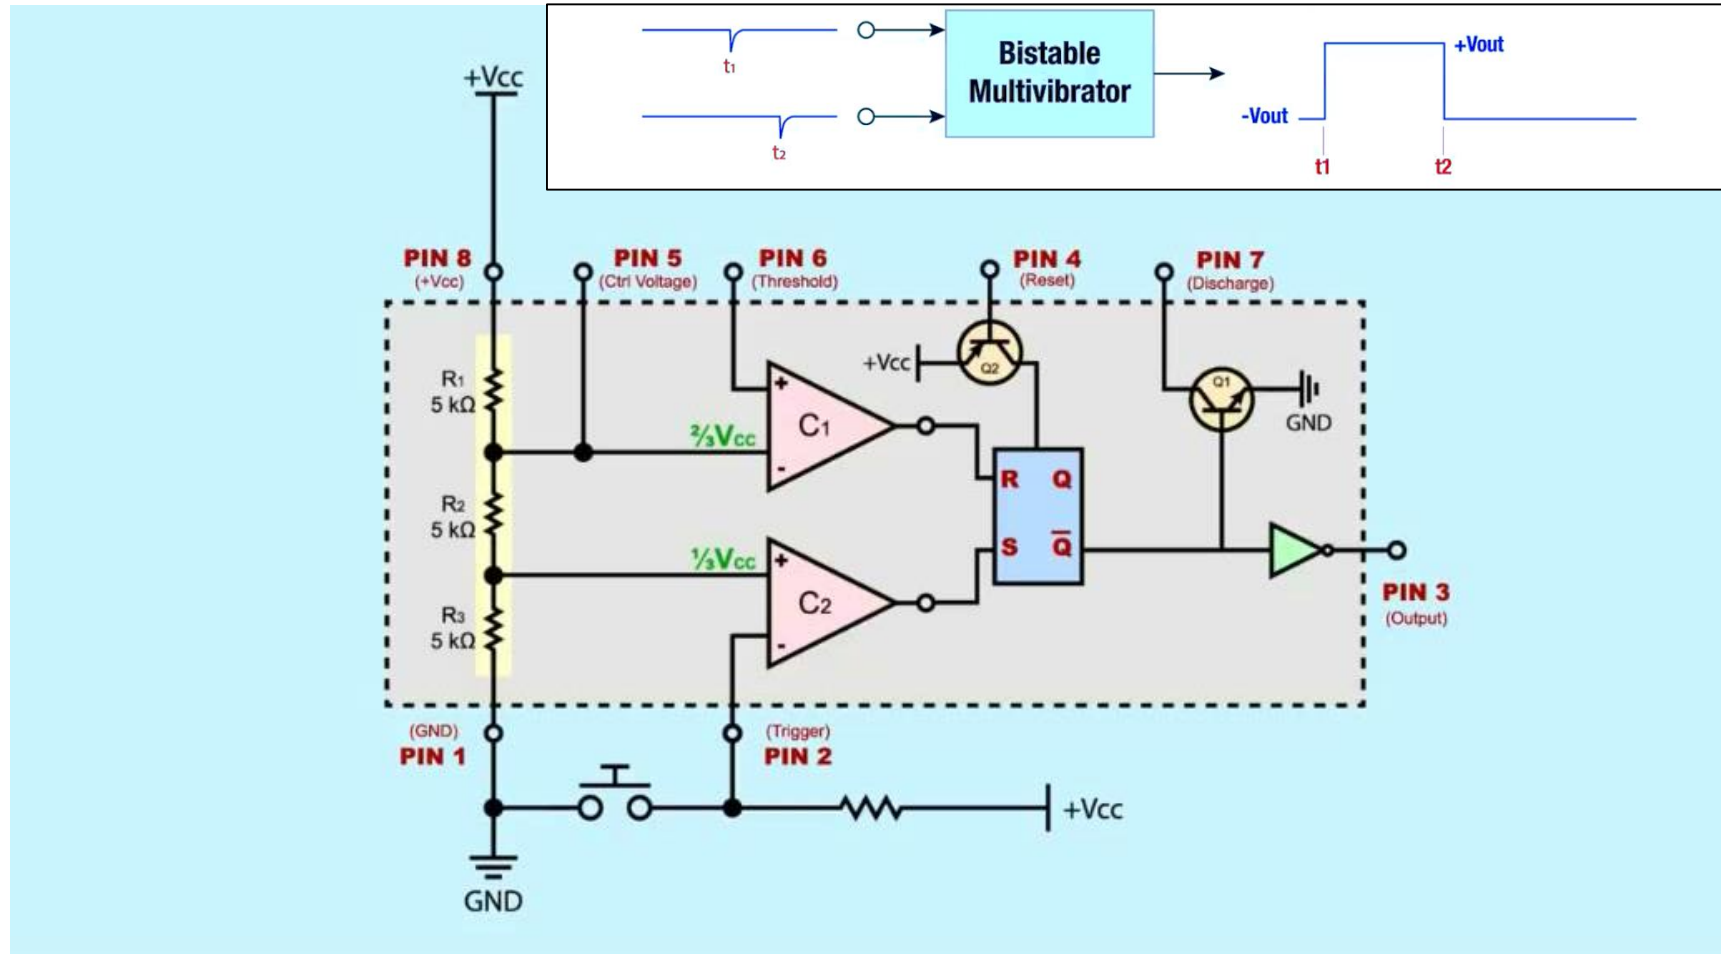 Bistable
Multivibrator
t₁
t₂
+Vout
-Vout
t1
t2
+Vcc
PIN 8
(+Vcc)
PIN 5
(Ctrl Voltage)
PIN 6
(Threshold)
PIN 4
(Reset)
PIN 7
(Discharge)
R₁
5 kΩ
⅔Vcc
+
C₁
-
+Vcc
Q2
Q1
GND
R
Q
S
Q̅
R₂
5 kΩ
⅓Vcc
+
C₂
-
R₃
5 kΩ
PIN 3
(Output)
(GND)
PIN 1
(Trigger)
PIN 2
+Vcc
GND